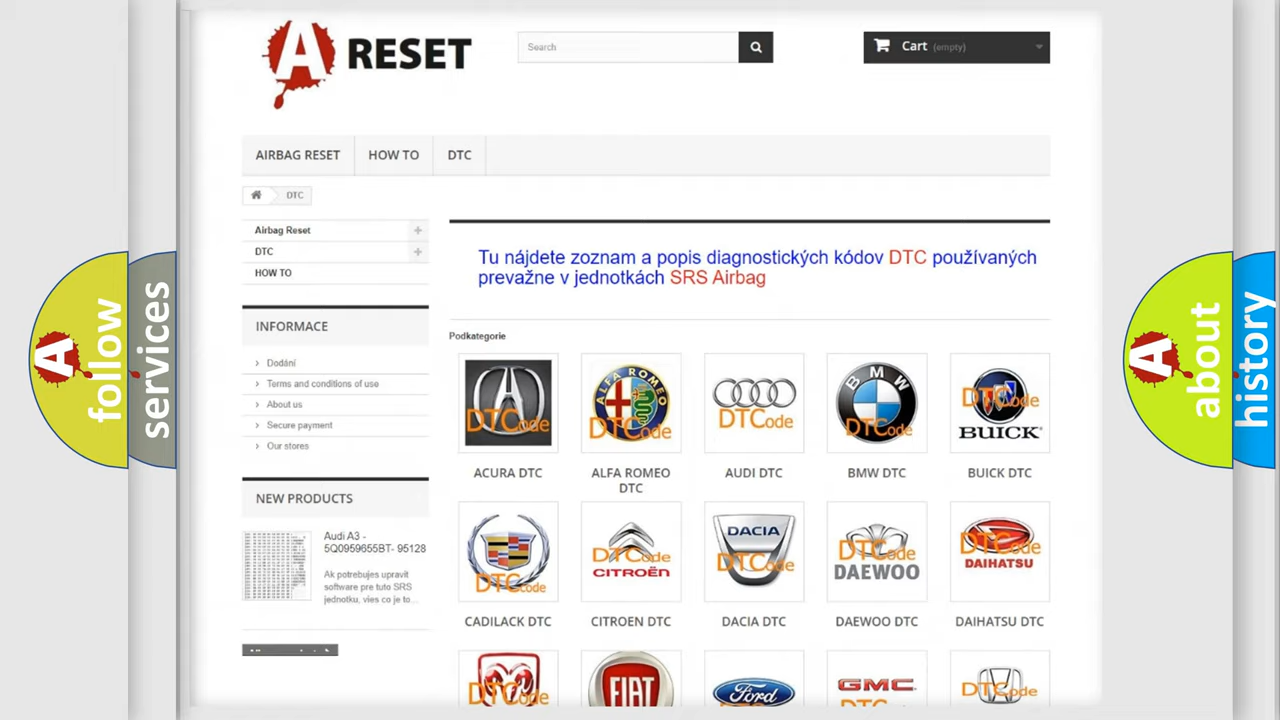 A RESET
Search
Cart (empty)
AIRBAG RESET
HOW TO
DTC
DTC
Airbag Reset
DTC
HOW TO
Tu nájdete zoznam a popis diagnostických kódov DTC používaných
prevažne v jednotkách SRS Airbag
INFORMACE
Dodání
Terms and conditions of use
About us
Secure payment
Our stores
NEW PRODUCTS
Audi A3 -
5Q0959655BT- 95128
Ak potrebujes upravit
software pre tuto SRS
jednotku, vies co je to...
Podkategorie
DTCode
ALFA ROMEO
DTCode
DTCode
BMW
DTCode
DTCode
BUICK
ACURA DTC
ALFA ROMEO
DTC
AUDI DTC
BMW DTC
BUICK DTC
DTCode
DTCode
CITROËN
DACIA
DTCode
DTCode
DAEWOO
DTCode
DAIHATSU
CADILACK DTC
CITROEN DTC
DACIA DTC
DAEWOO DTC
DAIHATSU DTC
DTCode
FIAT
Ford
GMC
DTCode
A
follow
services
A
about
history